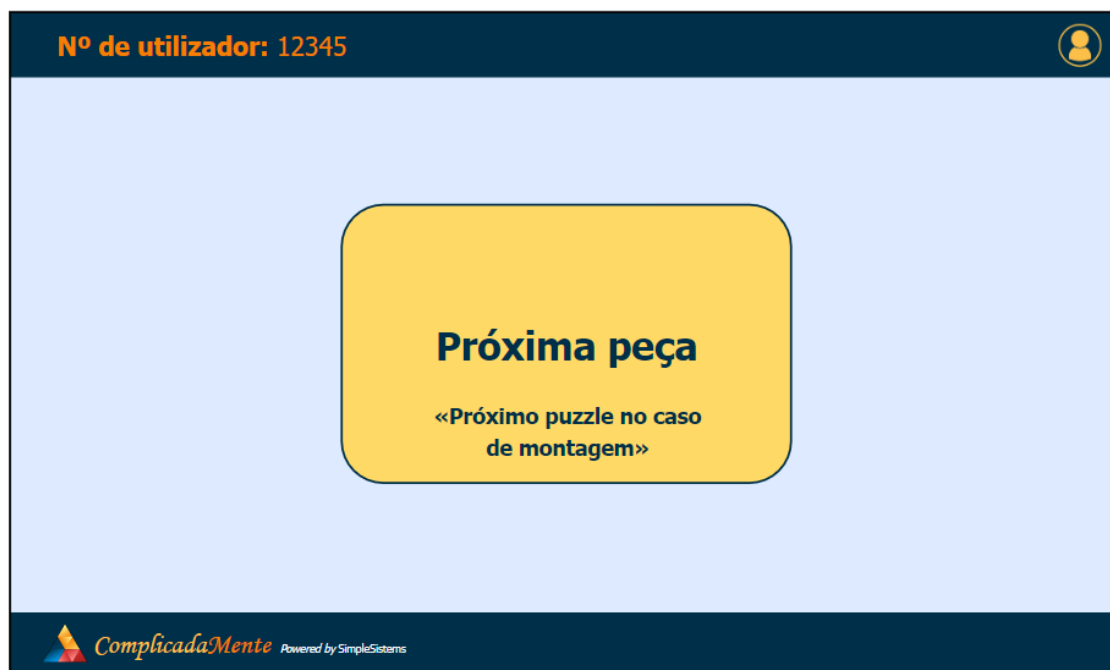 Nº de utilizador: 12345
Próxima peça
«Próximo puzzle no caso
de montagem»
ComplicadaMente Powered by SimpleSistems